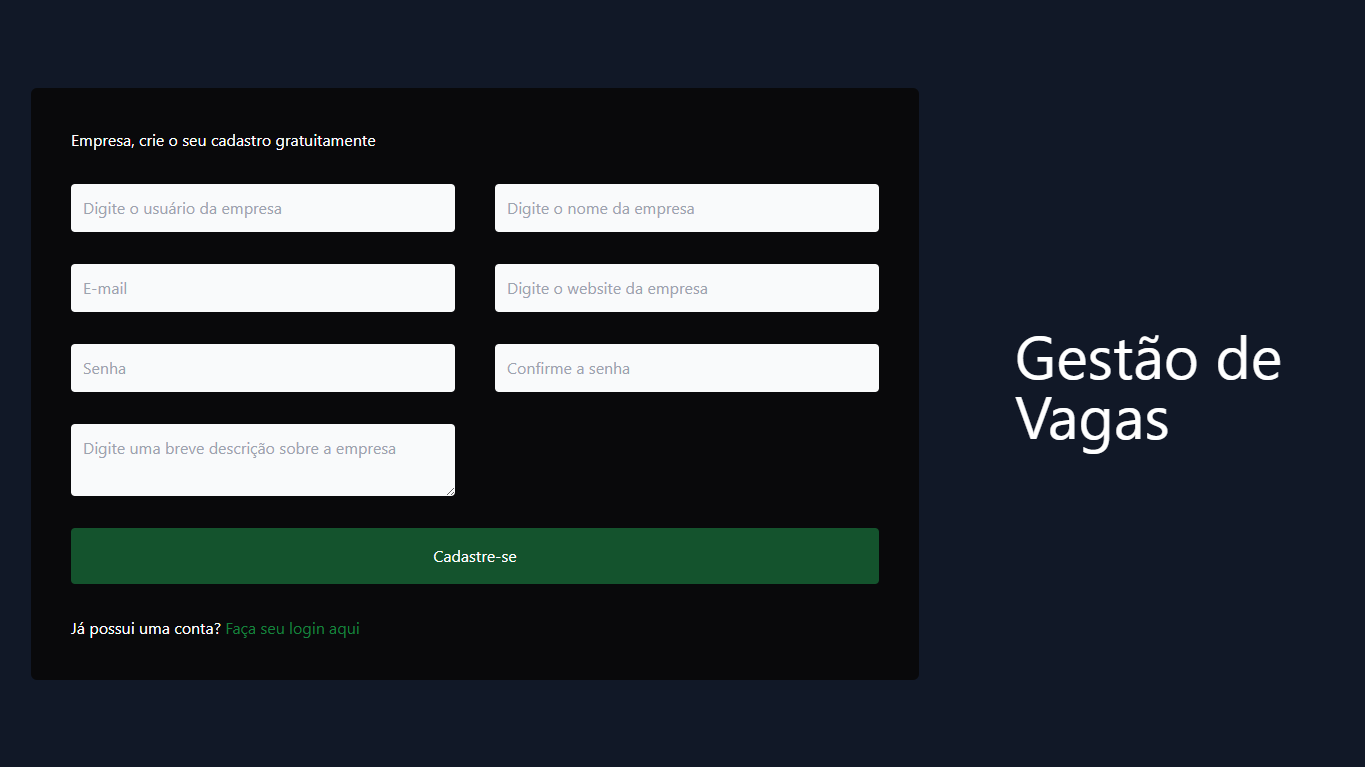 Empresa, crie o seu cadastro gratuitamente
Digite o usuário da empresa
Digite o nome da empresa
E-mail
Digite o website da empresa
Senha
Confirme a senha
Digite uma breve descrição sobre a empresa
Cadastre-se
Já possui uma conta? Faça seu login aqui
Gestão de
Vagas